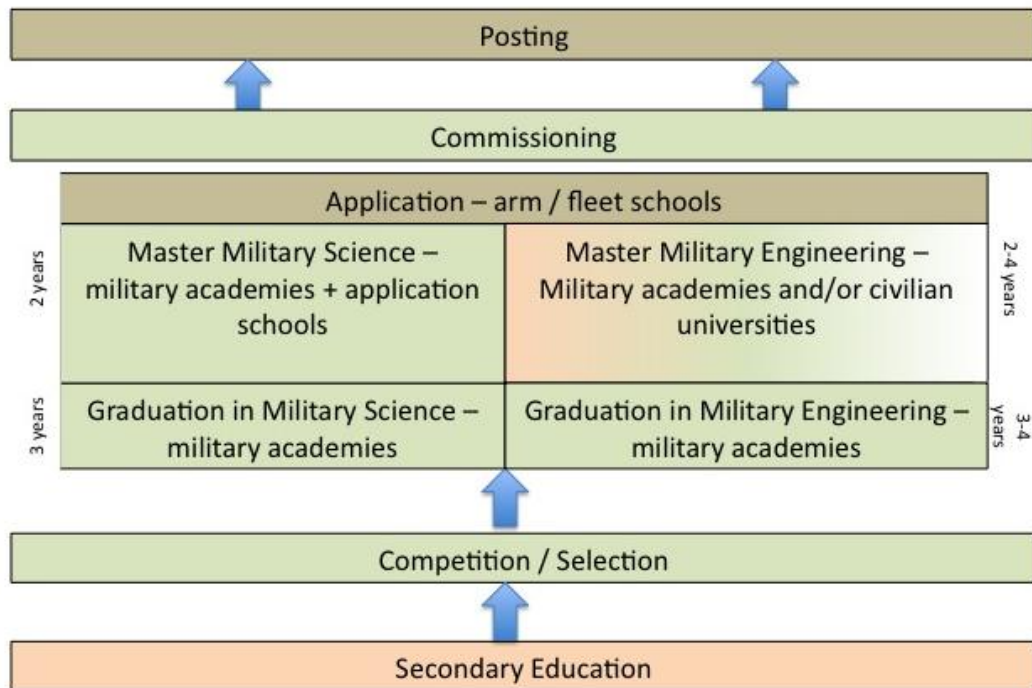 Posting
Commissioning
Application – arm / fleet schools
2 years
Master Military Science –
military academies + application
schools
Master Military Engineering –
Military academies and/or civilian
universities
2-4 years
3 years
Graduation in Military Science –
military academies
Graduation in Military Engineering –
military academies
3-4
years
Competition / Selection
Secondary Education